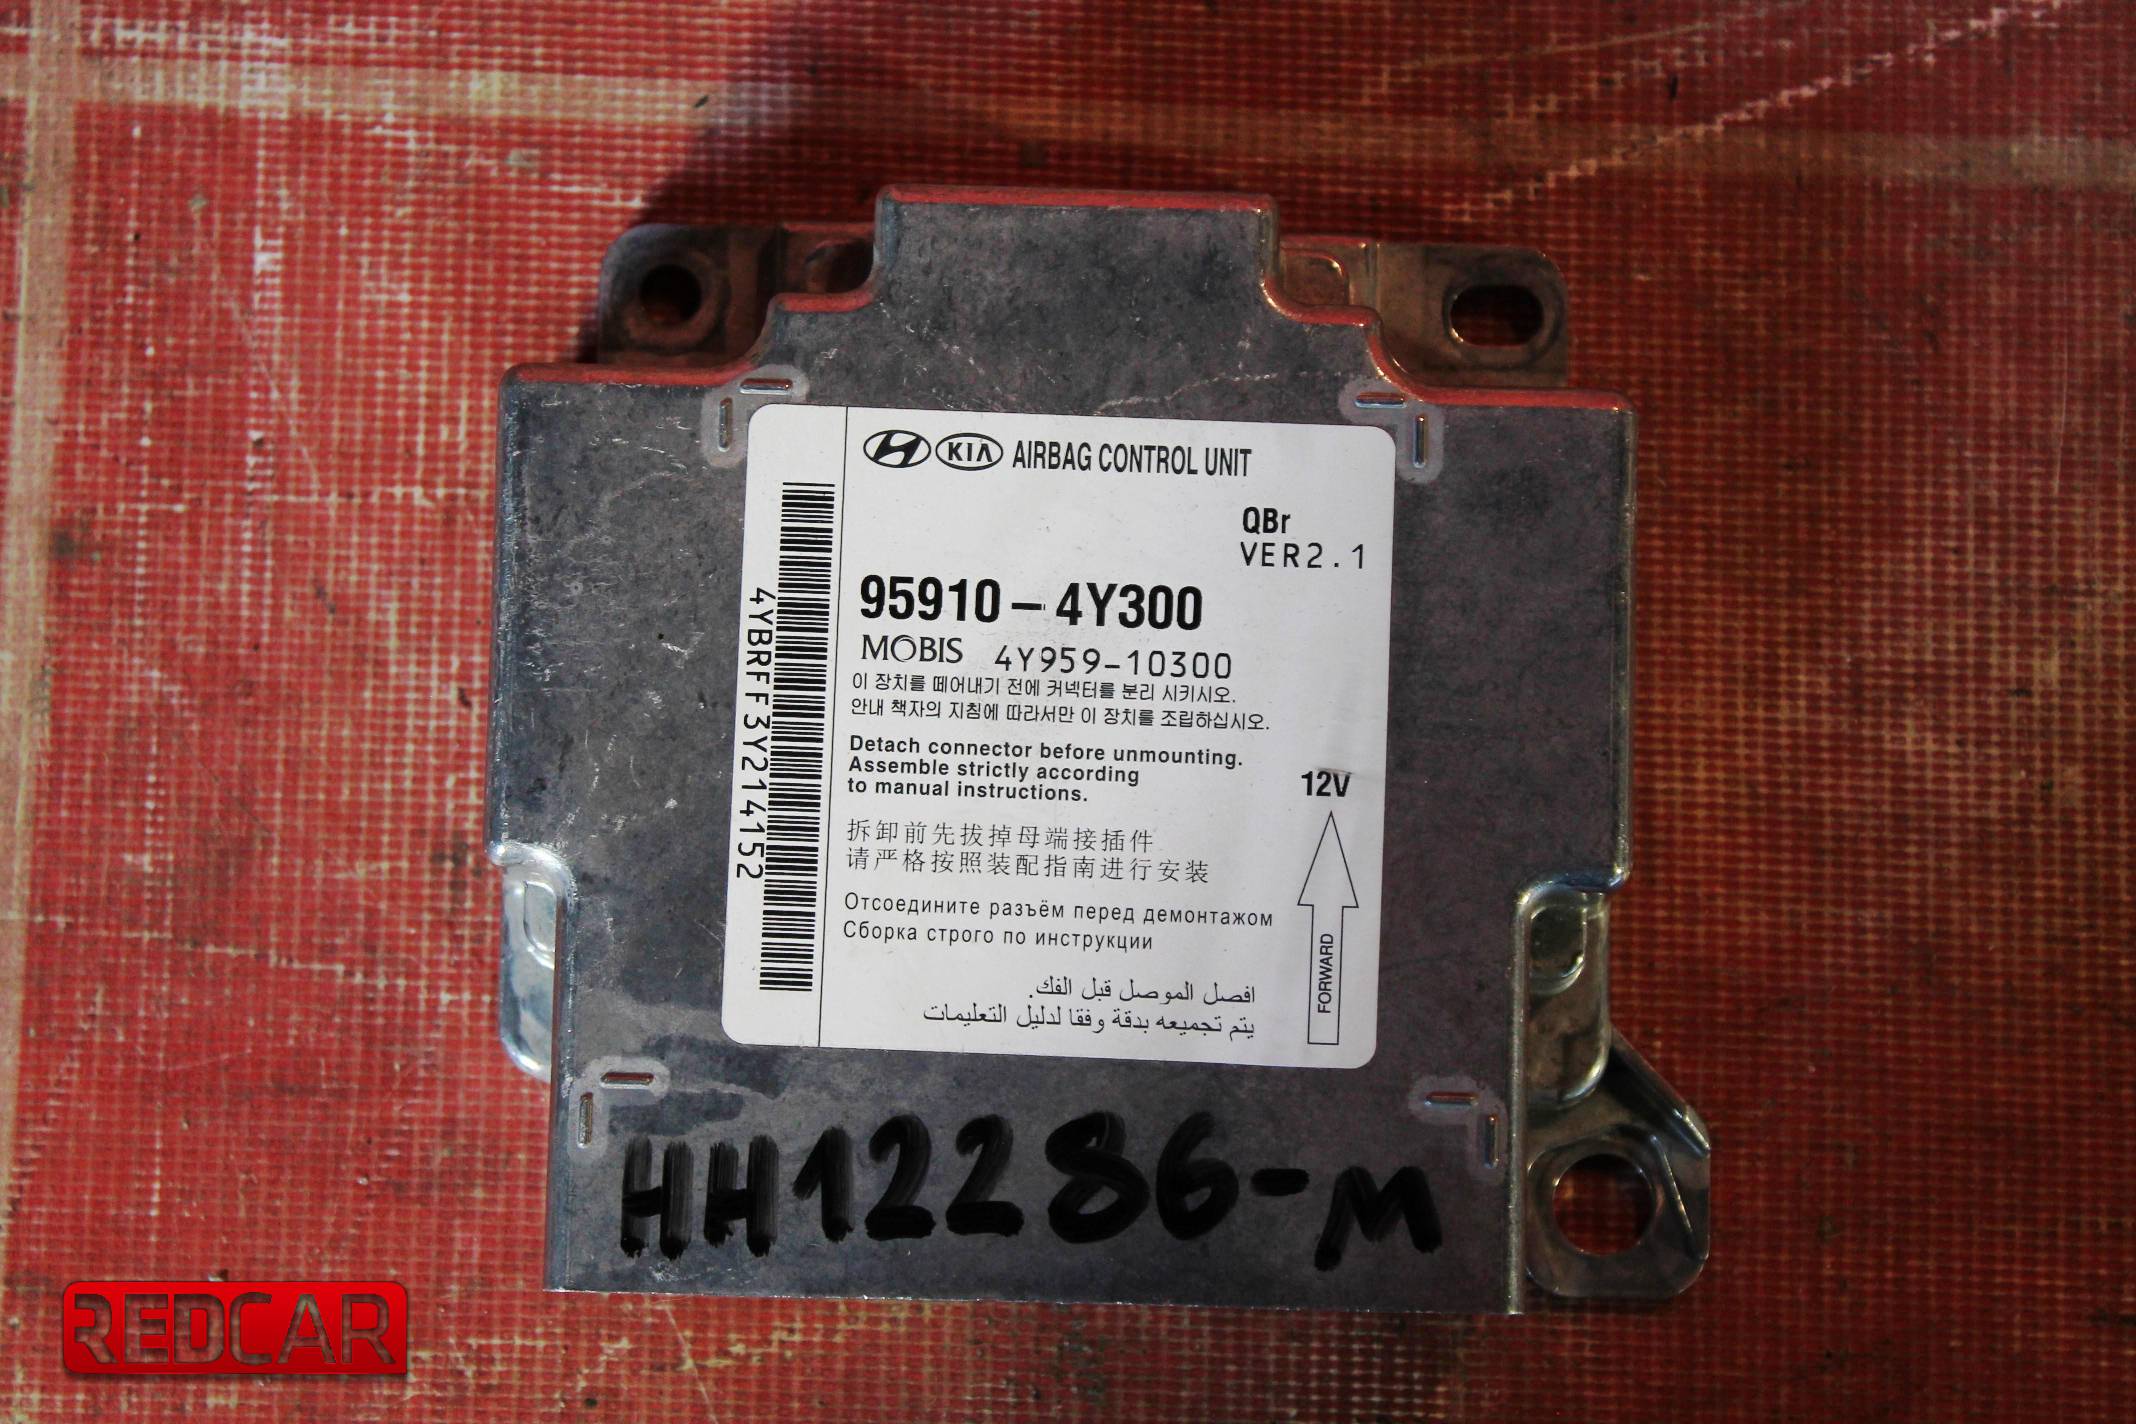 KIA AIRBAG CONTROL UNIT
QBr
VER2.1
95910-4Y300
MOBIS 4Y959-10300
이 장치를 떼어내기 전에 커넥터를 분리 시키시오.
안내 책자의 지침에 따라서만 이 장치를 조립하십시오.
Detach connector before unmounting.
Assemble strictly according
to manual instructions.
12V
拆卸前先拔掉母端接插件
请严格按照装配指南进行安装
Отсоедините разъём перед демонтажом
Сборка строго по инструкции
افصل الموصل قبل الفك.
يتم تجميعه بدقة وفقا لدليل التعليمات
FORWARD
4YBRFF3Y214152
HH12286-M
REDCAR